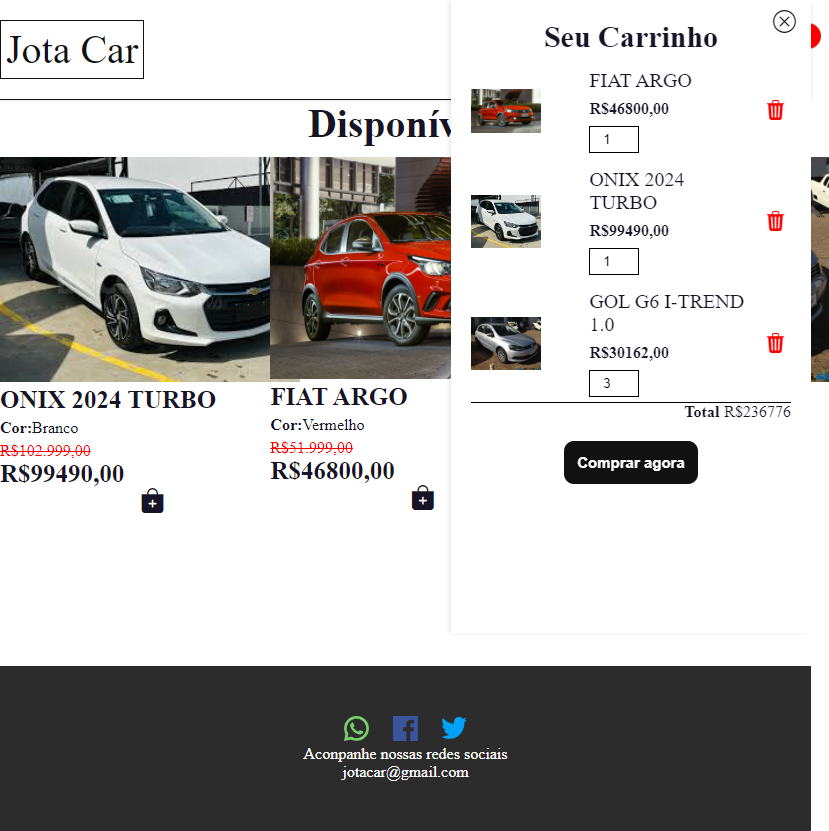 Jota Car
Disponív
ONIX 2024 TURBO
Cor:Branco
R$102.999,00
R$99490,00
FIAT ARGO
Cor:Vermelho
R$51.999,00
R$46800,00
Seu Carrinho
FIAT ARGO
R$46800,00
1
ONIX 2024
TURBO
R$99490,00
1
GOL G6 I-TREND
1.0
R$30162,00
3
Total R$236776
Comprar agora
Aconpanhe nossas redes sociais
jotacar@gmail.com